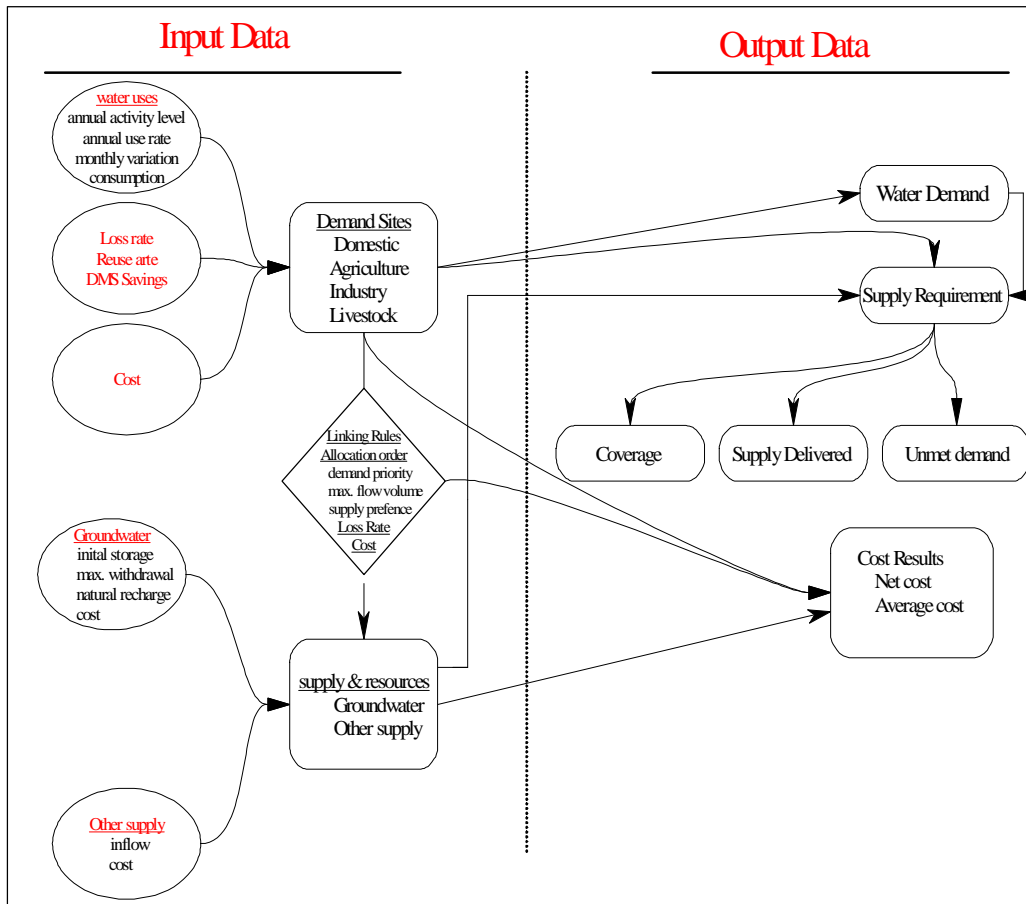 Input Data
Output Data
water uses
annual activity level
annual use rate
monthly variation
consumption
Loss rate
Reuse arte
DMS Savings
Cost
Demand Sites
Domestic
Agriculture
Industry
Livestock
Linking Rules
Allocation order
demand priority
max. flow volume
supply prefence
Loss Rate
Cost
Groundwater
inital storage
max. withdrawal
natural recharge
cost
supply & resources
Groundwater
Other supply
Other supply
inflow
cost
Water Demand
Supply Requirement
Coverage
Supply Delivered
Unmet demand
Cost Results
Net cost
Average cost